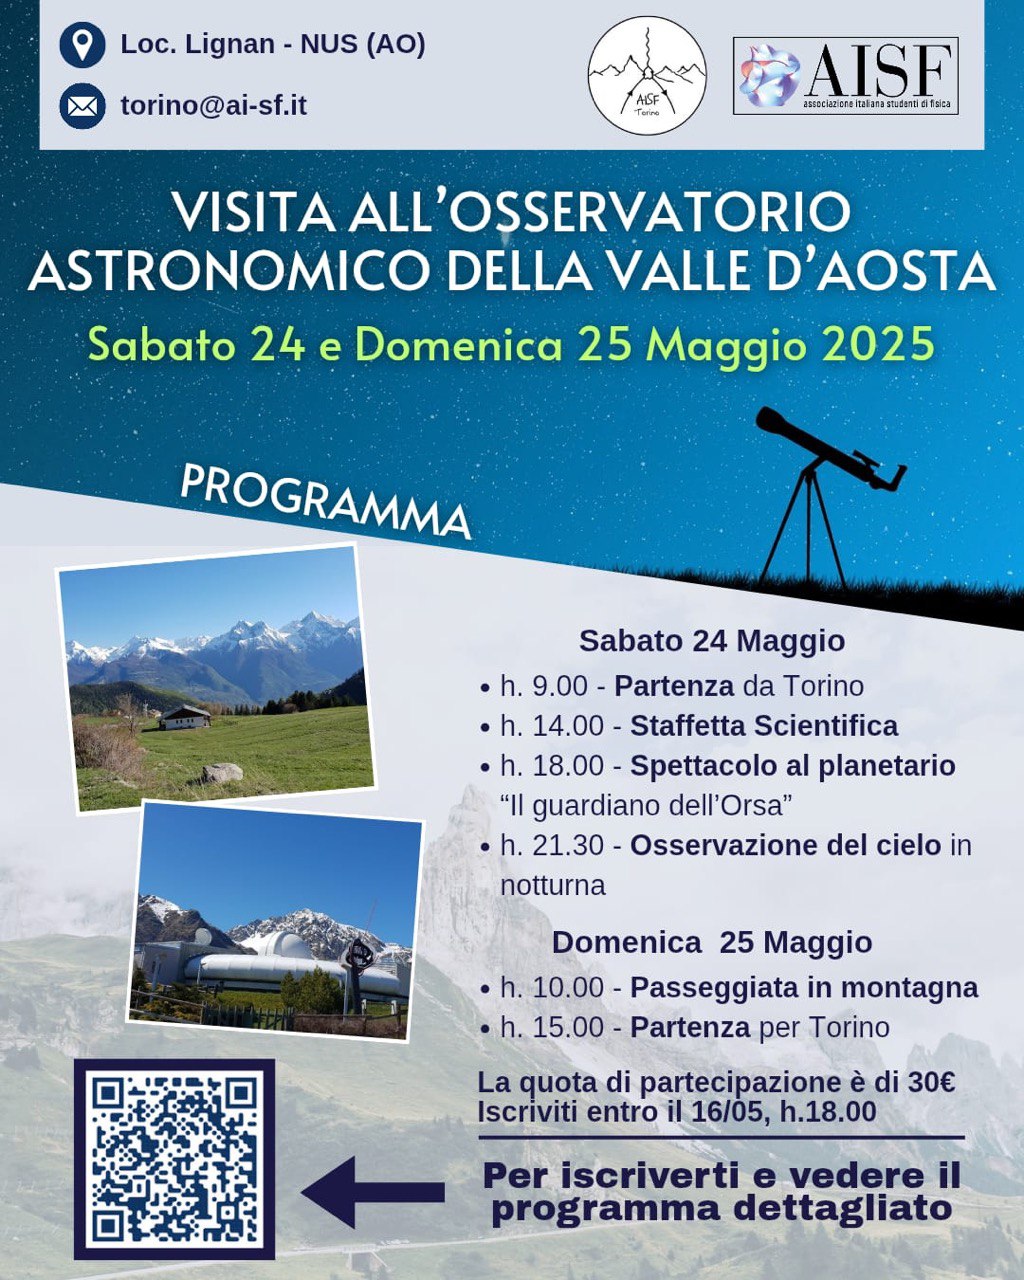 Loc. Lignan - NUS (AO)
torino@ai-sf.it
AISF
Torino
AISF
associazione italiana studenti di fisica
VISITA ALL’OSSERVATORIO
ASTRONOMICO DELLA VALLE D’AOSTA
Sabato 24 e Domenica 25 Maggio 2025
PROGRAMMA
Sabato 24 Maggio
• h. 9.00 - Partenza da Torino
• h. 14.00 - Staffetta Scientifica
• h. 18.00 - Spettacolo al planetario
“Il guardiano dell’Orsa”
• h. 21.30 - Osservazione del cielo in
notturna
Domenica 25 Maggio
• h. 10.00 - Passeggiata in montagna
• h. 15.00 - Partenza per Torino
La quota di partecipazione è di 30€
Iscriviti entro il 16/05, h.18.00
Per iscriverti e vedere il
programma dettagliato